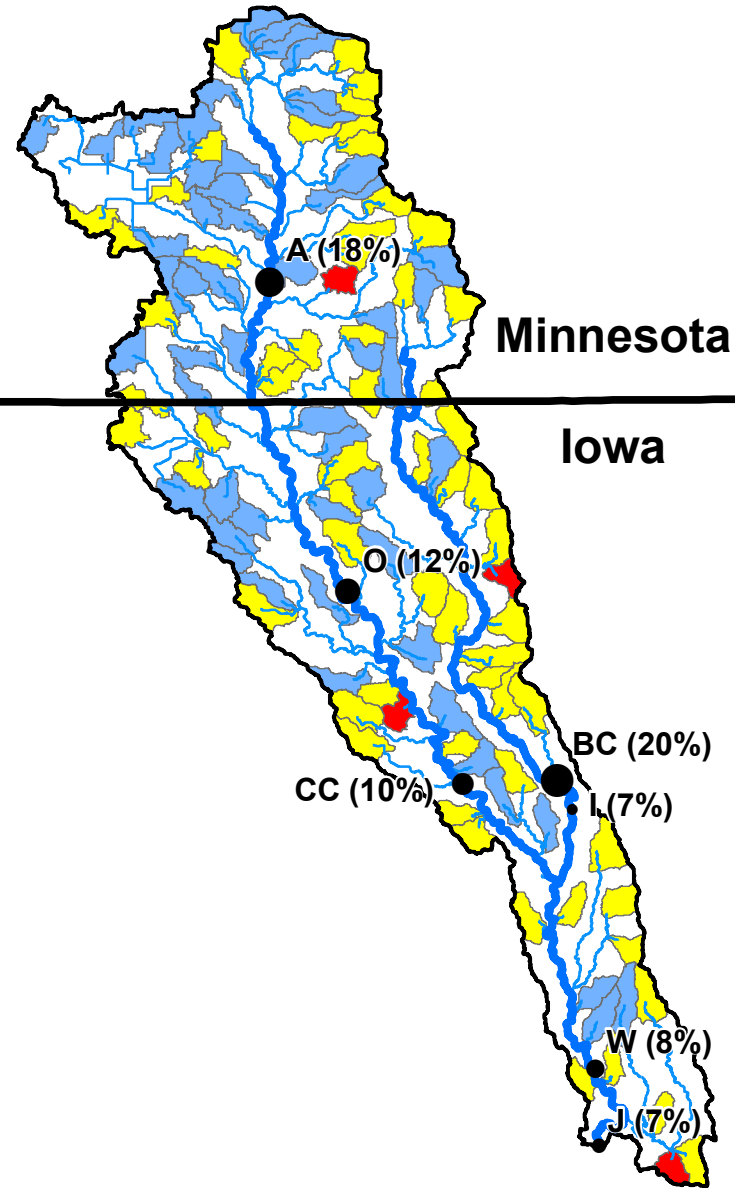 A (18%)
Minnesota
Iowa
O (12%)
BC (20%)
CC (10%)
I (7%)
W (8%)
J (7%)